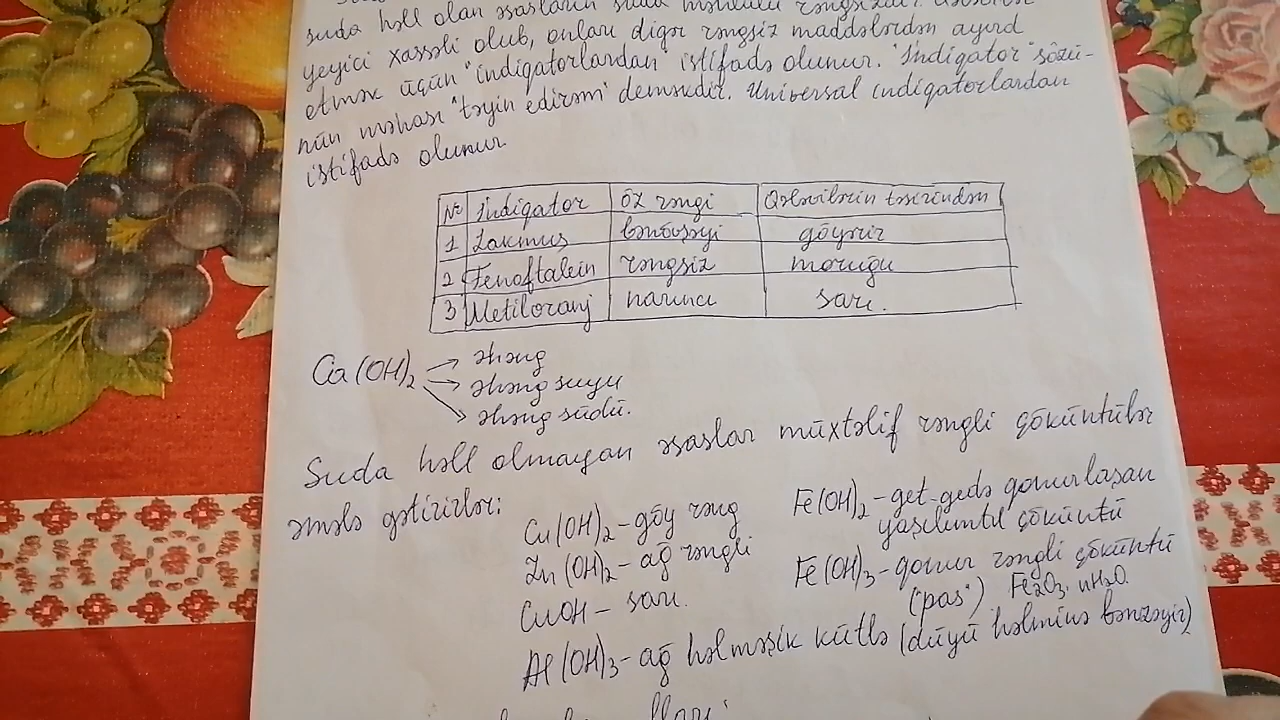 suda həll olan əsasların suda məhlulu rəngsizdir.
yeyici xassəli olub, onları digər rəngsiz maddələrdən ayırd
etmək üçün "indiqatorlardan" istifadə olunur. "İndiqator" sözü-
nün mənası "təyin edirəm" deməkdir. Universal indiqatorlardan
istifadə olunur.
№ İndiqator öz rəngi Qələvilərin təsirindən
1 Lakmus bənövşəyi göyərir
2 Fenoftalein rəngsiz moruğu
3 Metiloranj narıncı sarı.
Ca(OH)₂ → əhəng
→ əhəng suyu
→ əhəng südü.
Suda həll olmayan əsaslar müxtəlif rəngli çöküntülər
əmələ gətirirlər:
Cu(OH)₂ – göy rəng
Zn(OH)₂ – ağ rəngli
CuOH – sarı.
Al(OH)₃ – ağ həlməşik kütlə (düyü həlminə bənzəyir)
Fe(OH)₂ – get-gedə qonurlaşan
yaşılımtıl çöküntü
Fe(OH)₃ – qonur rəngli çöküntü
("pas") Fe₂O₃·nH₂O